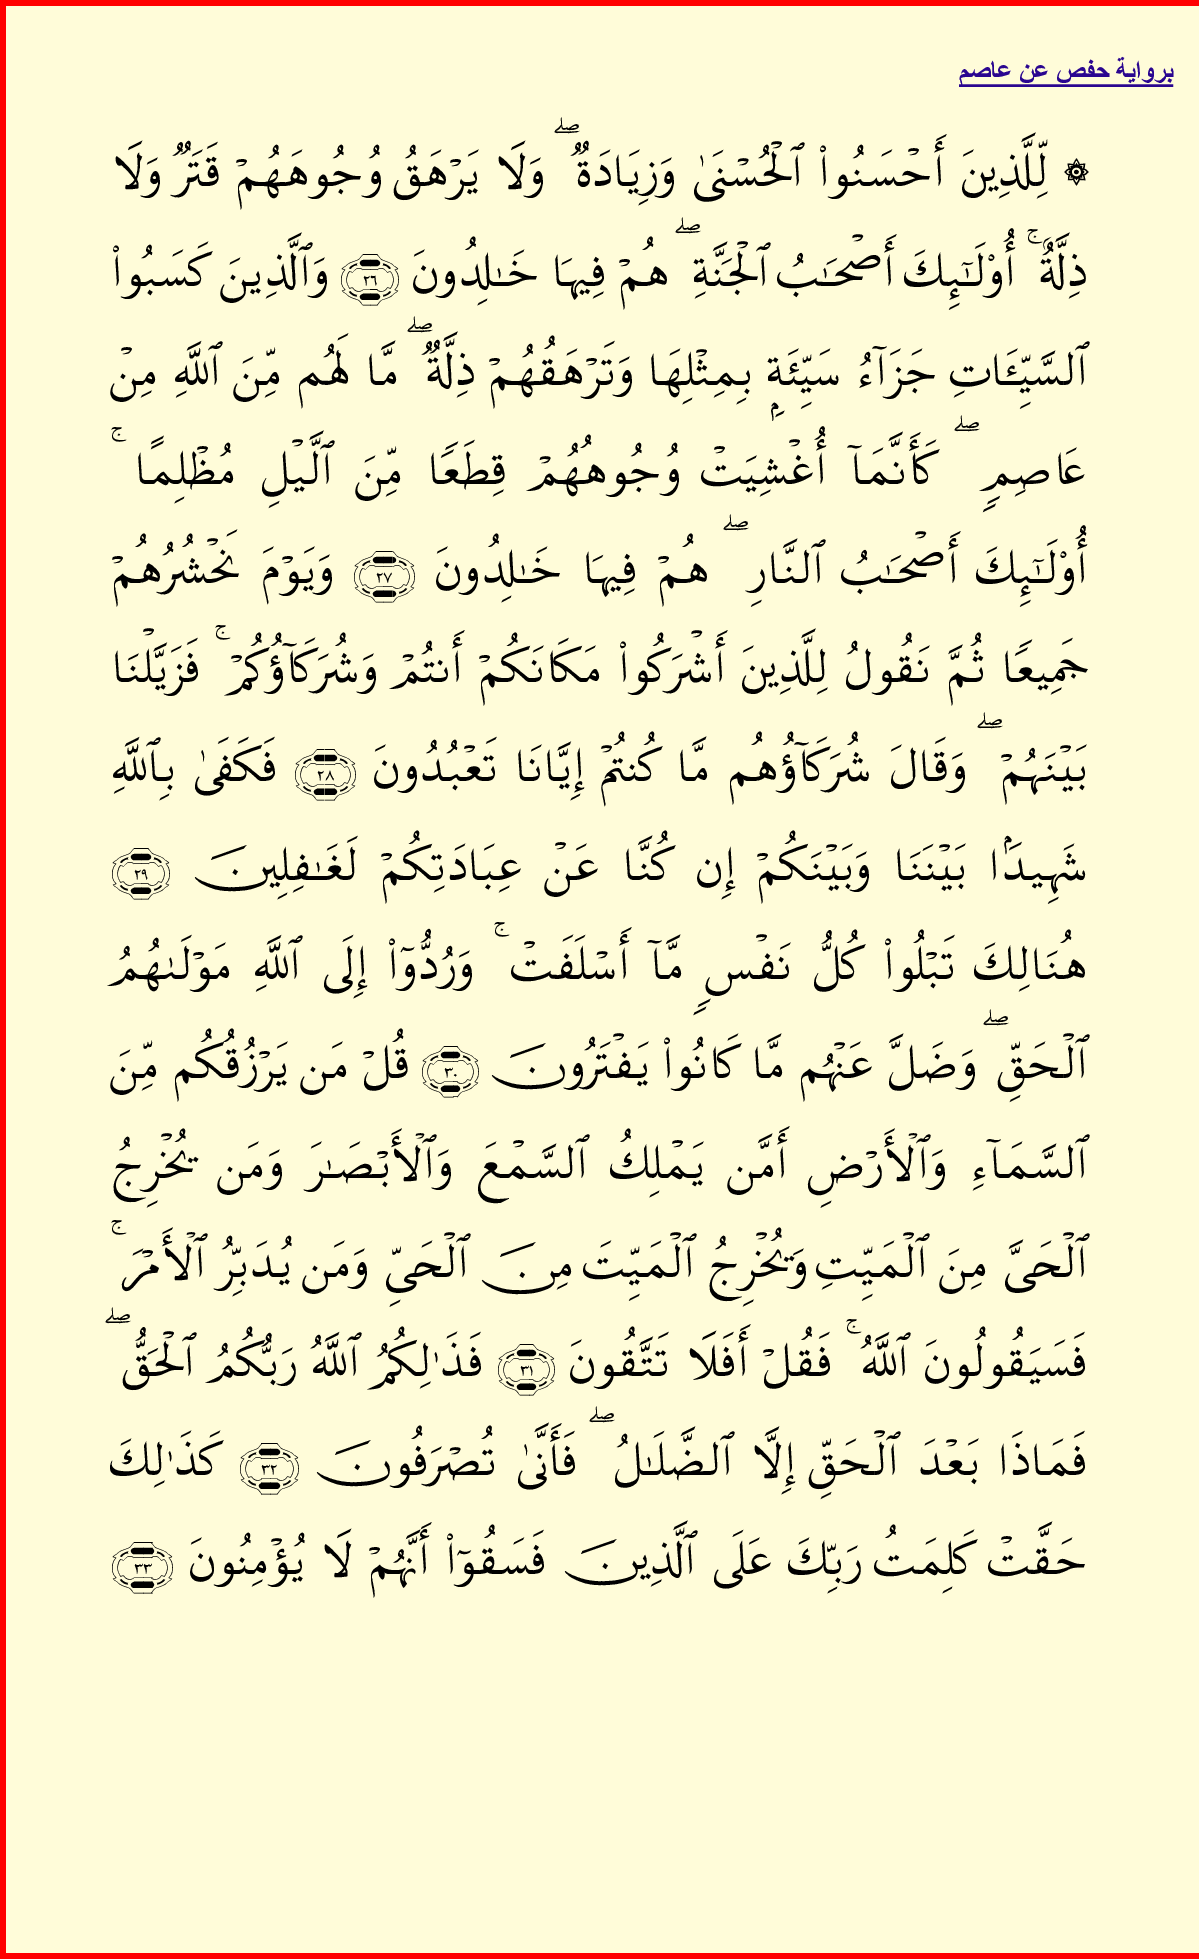 برواية حفص عن عاصم
۞ لِّلَّذِينَ أَحْسَنُوا۟ ٱلْحُسْنَىٰ وَزِيَادَةٌۭ ۖ وَلَا يَرْهَقُ وُجُوهَهُمْ قَتَرٌۭ وَلَا
ذِلَّةٌ ۚ أُو۟لَـٰٓئِكَ أَصْحَـٰبُ ٱلْجَنَّةِ ۖ هُمْ فِيهَا خَـٰلِدُونَ ٢٦ وَٱلَّذِينَ كَسَبُوا۟
ٱلسَّيِّـَٔاتِ جَزَآءُ سَيِّئَةٍۭ بِمِثْلِهَا وَتَرْهَقُهُمْ ذِلَّةٌۭ ۖ مَّا لَهُم مِّنَ ٱللَّهِ مِنْ
عَاصِمٍۢ ۖ كَأَنَّمَآ أُغْشِيَتْ وُجُوهُهُمْ قِطَعًۭا مِّنَ ٱلَّيْلِ مُظْلِمًا ۚ
أُو۟لَـٰٓئِكَ أَصْحَـٰبُ ٱلنَّارِ ۖ هُمْ فِيهَا خَـٰلِدُونَ ٢٧ وَيَوْمَ نَحْشُرُهُمْ
جَمِيعًۭا ثُمَّ نَقُولُ لِلَّذِينَ أَشْرَكُوا۟ مَكَانَكُمْ أَنتُمْ وَشُرَكَآؤُكُمْ ۚ فَزَيَّلْنَا
بَيْنَهُمْ ۖ وَقَالَ شُرَكَآؤُهُم مَّا كُنتُمْ إِيَّانَا تَعْبُدُونَ ٢٨ فَكَفَىٰ بِٱللَّهِ
شَهِيدًۢا بَيْنَنَا وَبَيْنَكُمْ إِن كُنَّا عَنْ عِبَادَتِكُمْ لَغَـٰفِلِينَ ٢٩
هُنَالِكَ تَبْلُوا۟ كُلُّ نَفْسٍۢ مَّآ أَسْلَفَتْ ۚ وَرُدُّوٓا۟ إِلَى ٱللَّهِ مَوْلَىٰهُمُ
ٱلْحَقِّ ۖ وَضَلَّ عَنْهُم مَّا كَانُوا۟ يَفْتَرُونَ ٣٠ قُلْ مَن يَرْزُقُكُم مِّنَ
ٱلسَّمَآءِ وَٱلْأَرْضِ أَمَّن يَمْلِكُ ٱلسَّمْعَ وَٱلْأَبْصَـٰرَ وَمَن يُخْرِجُ
ٱلْحَىَّ مِنَ ٱلْمَيِّتِ وَيُخْرِجُ ٱلْمَيِّتَ مِنَ ٱلْحَىِّ وَمَن يُدَبِّرُ ٱلْأَمْرَ ۚ
فَسَيَقُولُونَ ٱللَّهُ ۚ فَقُلْ أَفَلَا تَتَّقُونَ ٣١ فَذَٰلِكُمُ ٱللَّهُ رَبُّكُمُ ٱلْحَقُّ ۖ
فَمَاذَا بَعْدَ ٱلْحَقِّ إِلَّا ٱلضَّلَـٰلُ ۖ فَأَنَّىٰ تُصْرَفُونَ ٣٢ كَذَٰلِكَ
حَقَّتْ كَلِمَتُ رَبِّكَ عَلَى ٱلَّذِينَ فَسَقُوٓا۟ أَنَّهُمْ لَا يُؤْمِنُونَ ٣٣